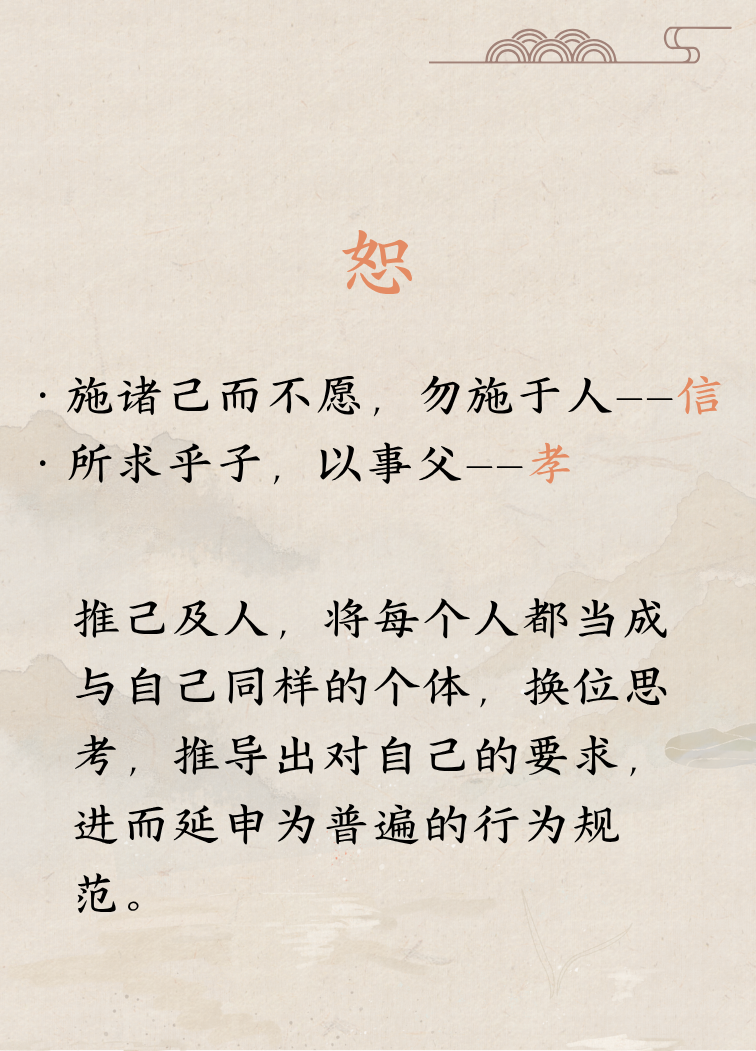 恕
· 施诸己而不愿，勿施于人——信
· 所求乎子，以事父——孝
推己及人，将每个人都当成
与自己同样的个体，换位思
考，推导出对自己的要求，
进而延申为普遍的行为规
范。